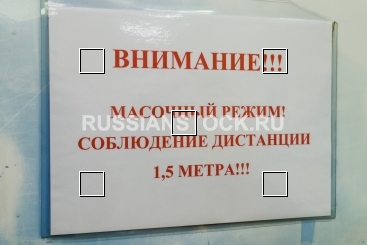 ВНИМАНИЕ!!!
МАСОЧНЫЙ РЕЖИМ!
RUSSIANSTOCK.RU
СОБЛЮДЕНИЕ ДИСТАНЦИИ
1,5 МЕТРА!!!